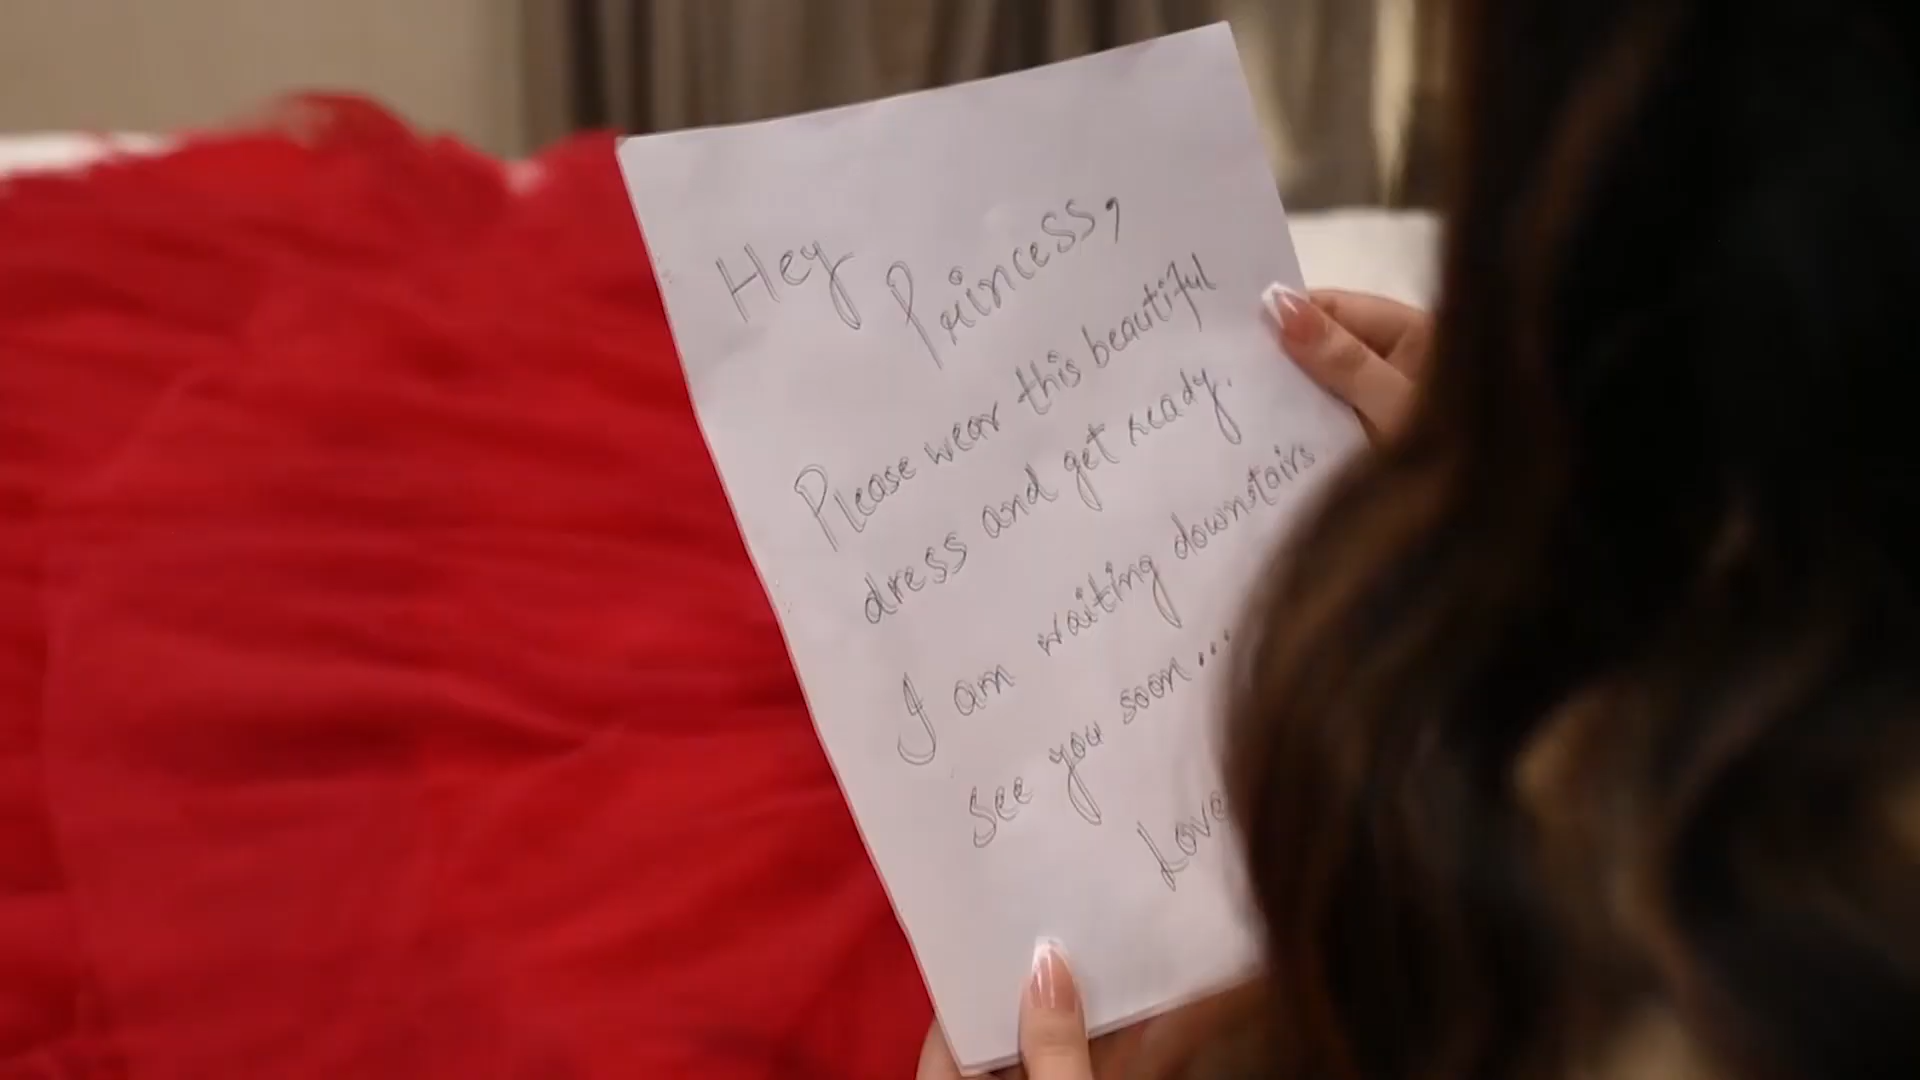 Hey Princess,
Please wear this beautiful
dress and get ready.
I am waiting downstairs
see you soon...
Love